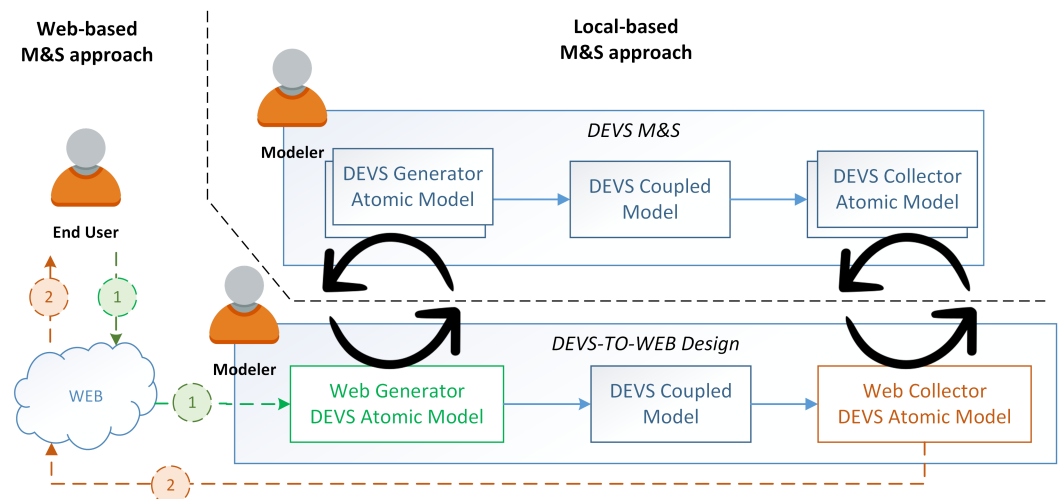 Web-based
M&S approach
Local-based
M&S approach
Modeler
DEVS M&S
DEVS Generator
Atomic Model
DEVS Coupled
Model
DEVS Collector
Atomic Model
End User
2
1
Modeler
DEVS-TO-WEB Design
WEB
1
Web Generator
DEVS Atomic Model
DEVS Coupled
Model
Web Collector
DEVS Atomic Model
2